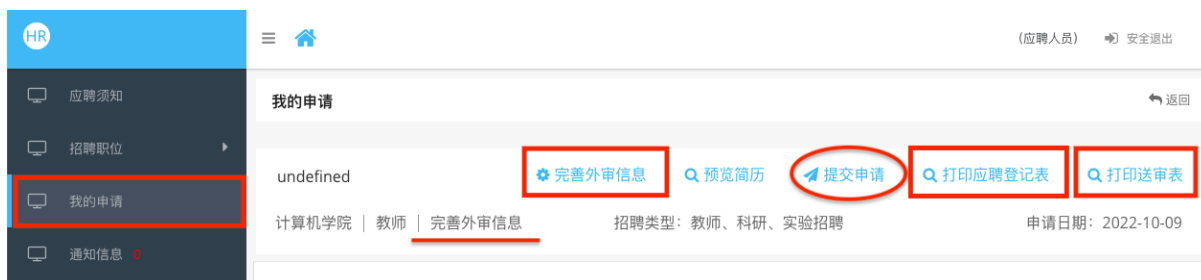 HR
(应聘人员) 安全退出
应聘须知
我的申请 返回
招聘职位
undefined 完善外审信息 预览简历 提交申请 打印应聘登记表 打印送审表
我的申请
计算机学院 | 教师 | 完善外审信息 招聘类型：教师、科研、实验招聘 申请日期：2022-10-09
通知信息 0